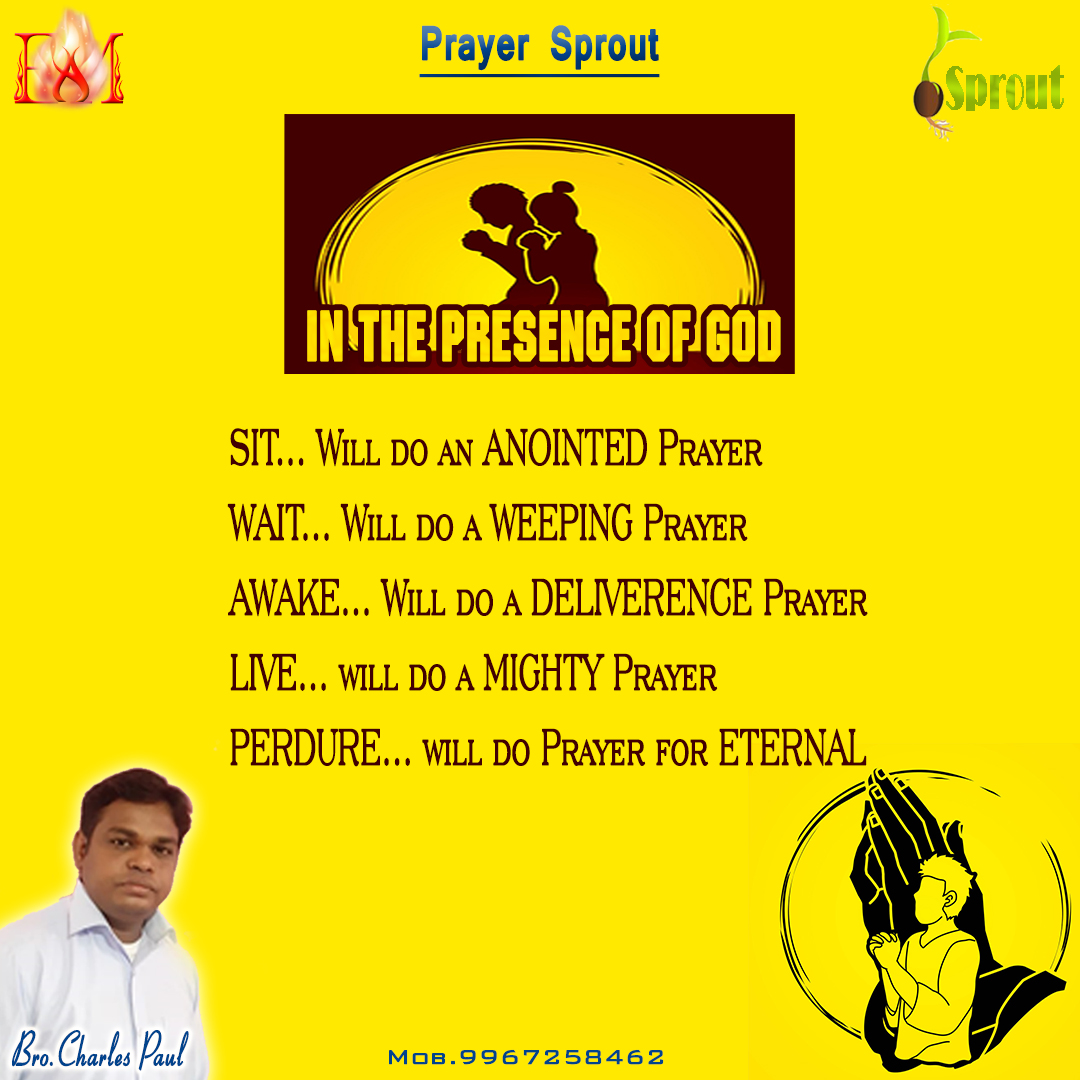 FXM
Prayer Sprout
Sprout
IN THE PRESENCE OF GOD
SIT... WILL DO AN ANOINTED PRAYER
WAIT... WILL DO A WEEPING PRAYER
AWAKE... WILL DO A DELIVERENCE PRAYER
LIVE... WILL DO A MIGHTY PRAYER
PERDURE... WILL DO PRAYER FOR ETERNAL
Bro.Charles Paul
MOB.9967258462